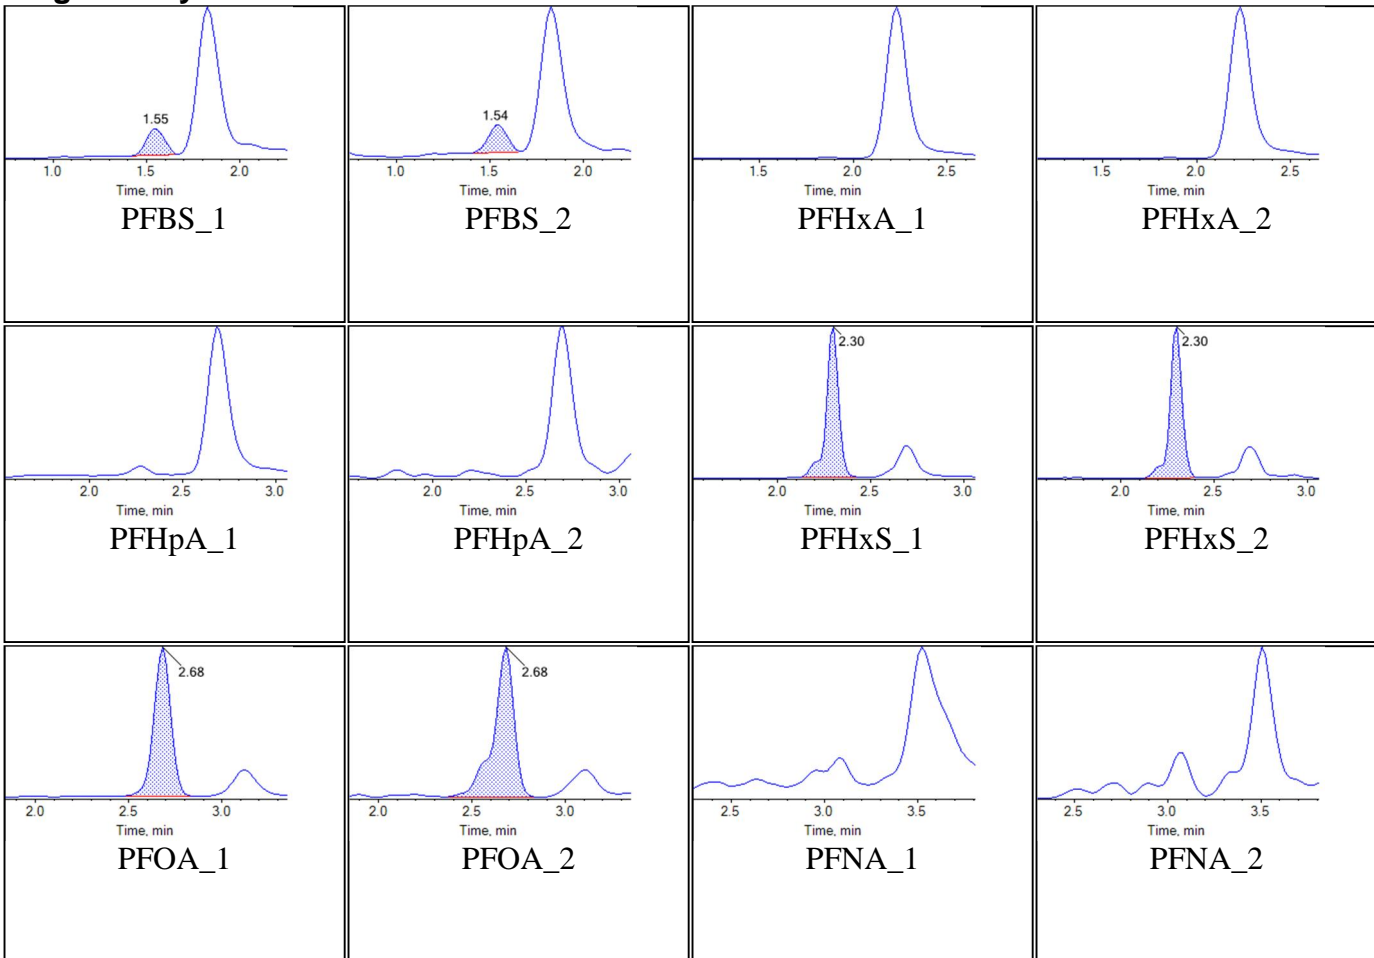 1.55
1.0 1.5 2.0
Time, min
PFBS_1
1.54
1.0 1.5 2.0
Time, min
PFBS_2
1.5 2.0 2.5
Time, min
PFHxA_1
1.5 2.0 2.5
Time, min
PFHxA_2
2.0 2.5 3.0
Time, min
PFHpA_1
2.0 2.5 3.0
Time, min
PFHpA_2
2.30
2.0 2.5 3.0
Time, min
PFHxS_1
2.30
2.0 2.5 3.0
Time, min
PFHxS_2
2.68
2.0 2.5 3.0
Time, min
PFOA_1
2.68
2.0 2.5 3.0
Time, min
PFOA_2
2.5 3.0 3.5
Time, min
PFNA_1
2.5 3.0 3.5
Time, min
PFNA_2